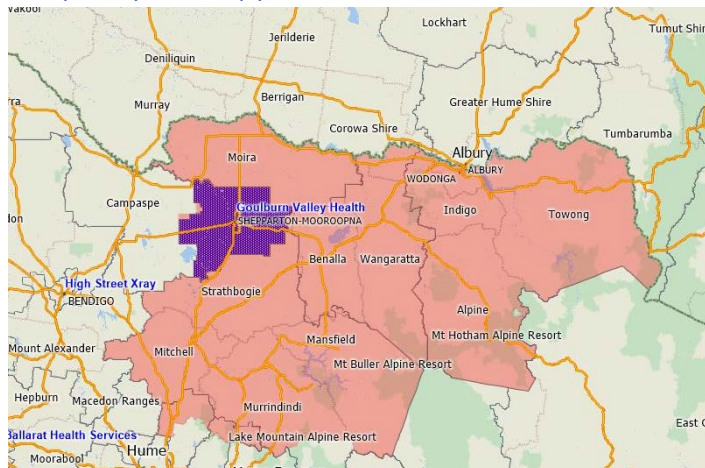 Lockhart
Tumut Shir
Jerilderie
Deniliquin
Berrigan
Murray
Greater Hume Shire
Corowa Shire
Tumbarumba
Albury
Moira
ALBURY
WODONGA
Campaspe
Goulburn Valley Health
Indigo
Towong
SHEPPARTON-MOOROOPNA
Benalla
Wangaratta
High Street Xray
Strathbogie
BENDIGO
Alpine
Mt Hotham Alpine Resort
Mansfield
Mount Alexander
Mitchell
Mt Buller Alpine Resort
Hepburn
Macedon Ranges
Murrindindi
East G
Ballarat Health Services
Lake Mountain Alpine Resort
Hume
Moorabool